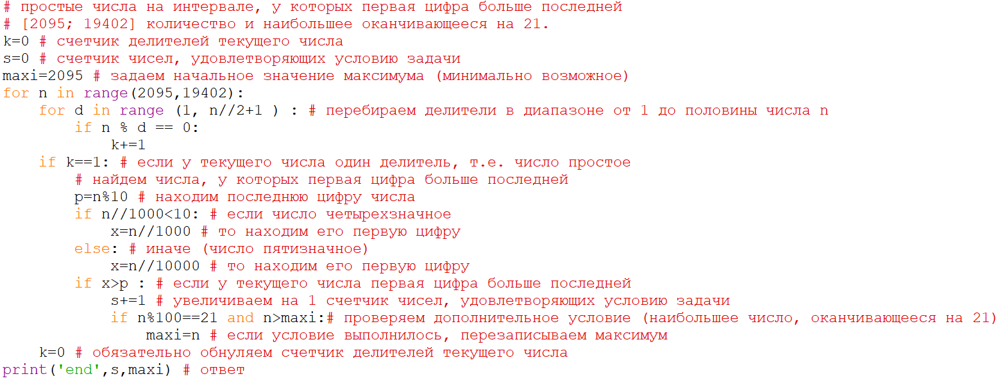 # простые числа на интервале, у которых первая цифра больше последней
# [2095; 19402] количество и наибольшее оканчивающееся на 21.
k=0 # счетчик делителей текущего числа
s=0 # счетчик чисел, удовлетворяющих условию задачи
maxi=2095 # задаем начальное значение максимума (минимально возможное)
for n in range(2095,19402):
    for d in range (1, n//2+1 ) : # перебираем делители в диапазоне от 1 до половины числа n
        if n % d == 0:
            k+=1
    if k==1: # если у текущего числа один делитель, т.е. число простое
        # найдем числа, у которых первая цифра больше последней
        p=n%10 # находим последнюю цифру числа
        if n//1000<10: # если число четырехзначное
            x=n//1000 # то находим его первую цифру
        else: # иначе (число пятизначное)
            x=n//10000 # то находим его первую цифру
        if x>p : # если у текущего числа первая цифра больше последней
            s+=1 # увеличиваем на 1 счетчик чисел, удовлетворяющих условию задачи
            if n%100==21 and n>maxi:# проверяем дополнительное условие (наибольшее число, оканчивающееся на 21)
                maxi=n # если условие выполнилось, перезаписываем максимум
    k=0 # обязательно обнуляем счетчик делителей текущего числа
print('end',s,maxi) # ответ